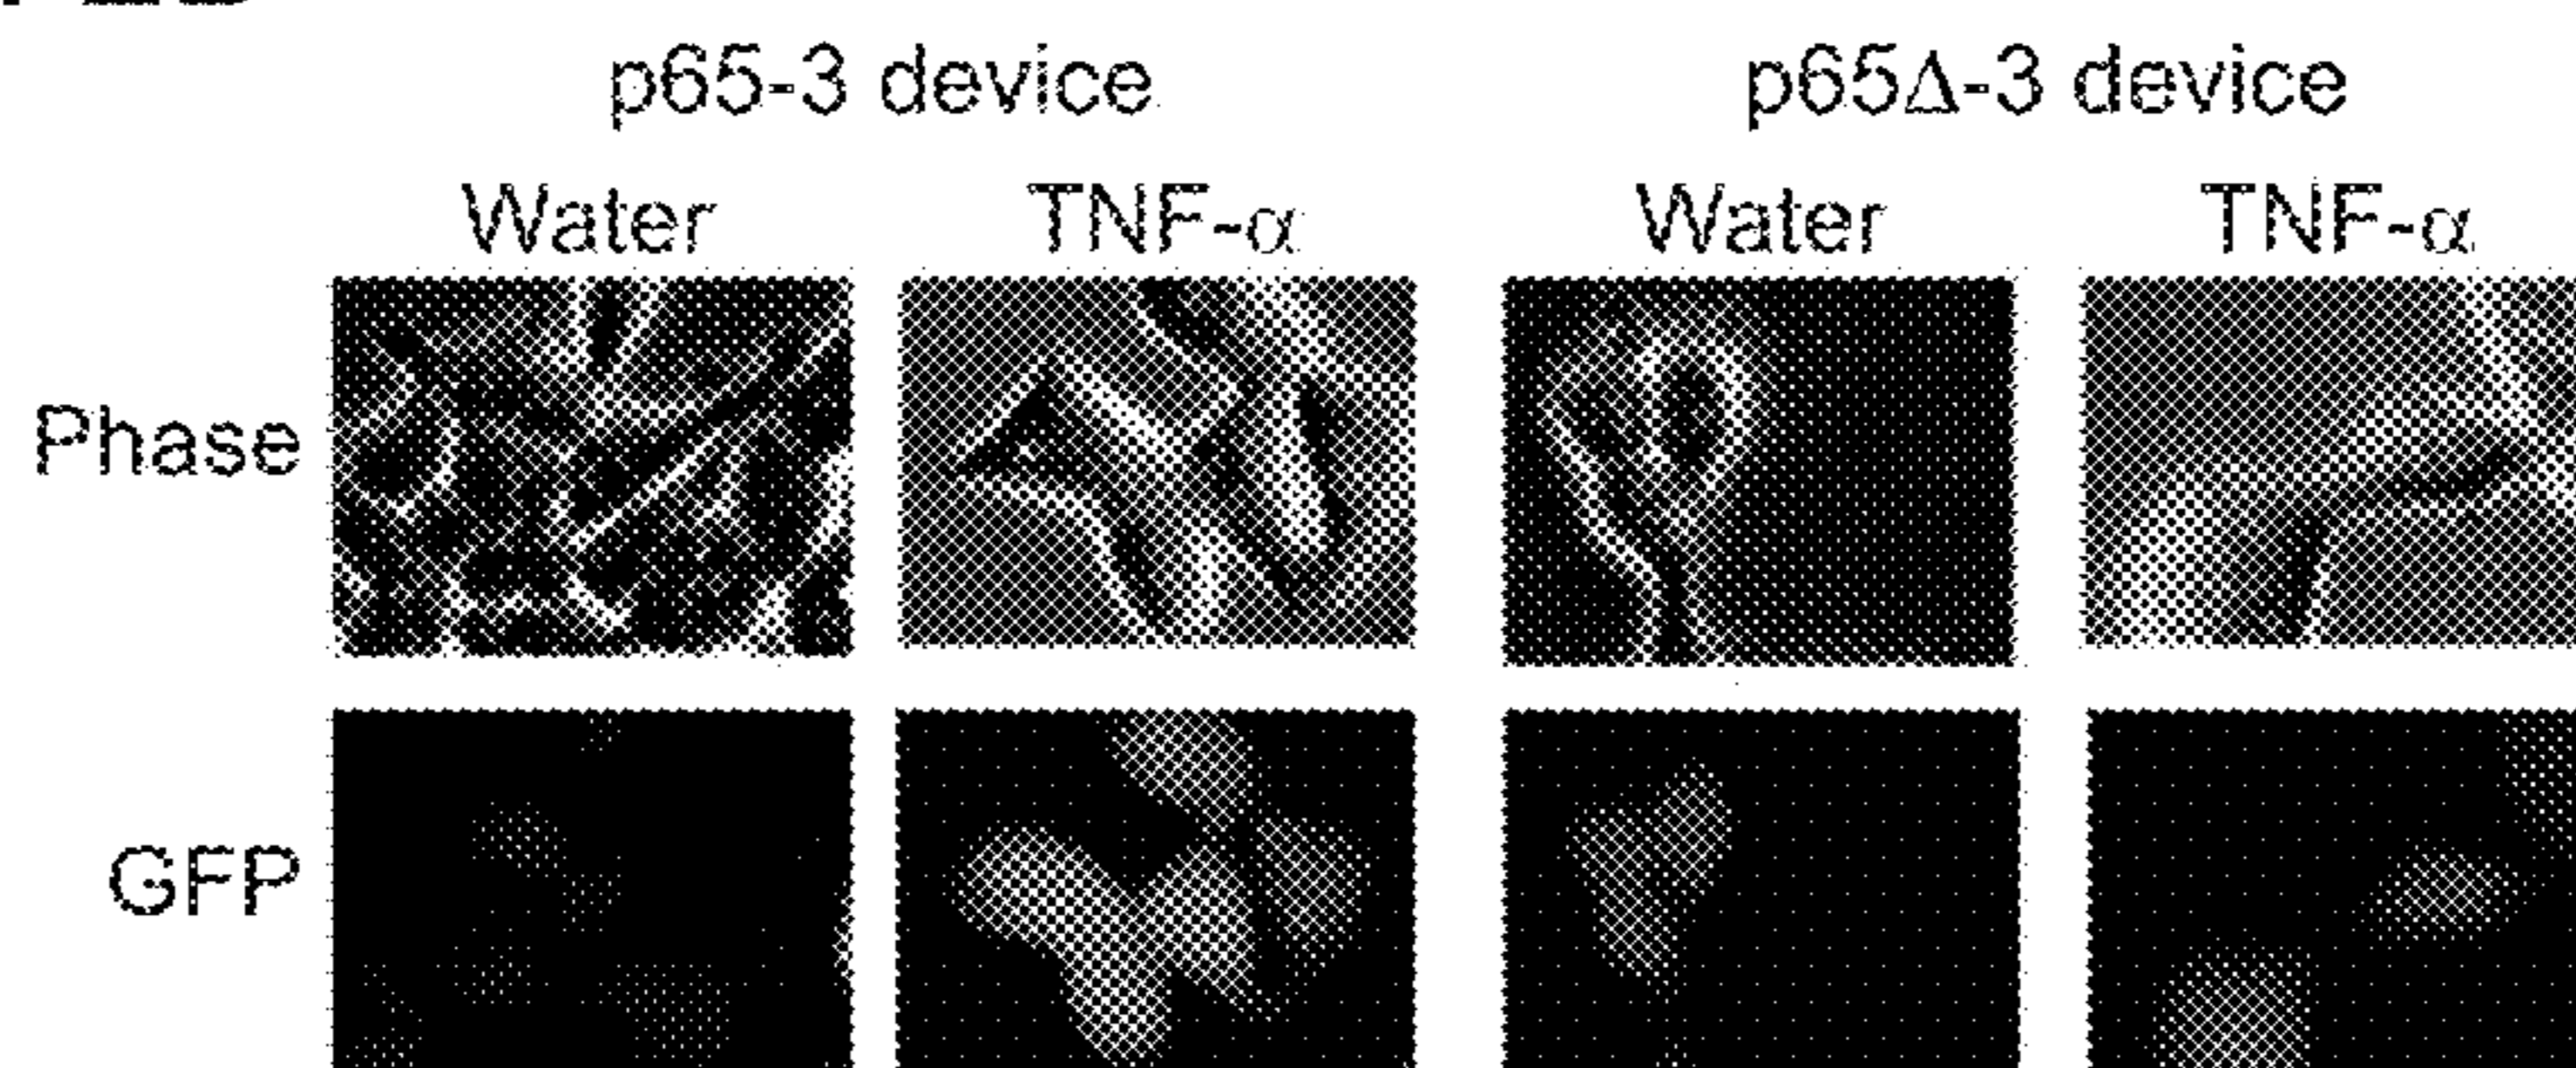 p65-3 device p65Δ-3 device
Water TNF-α Water TNF-α
Phase
GFP